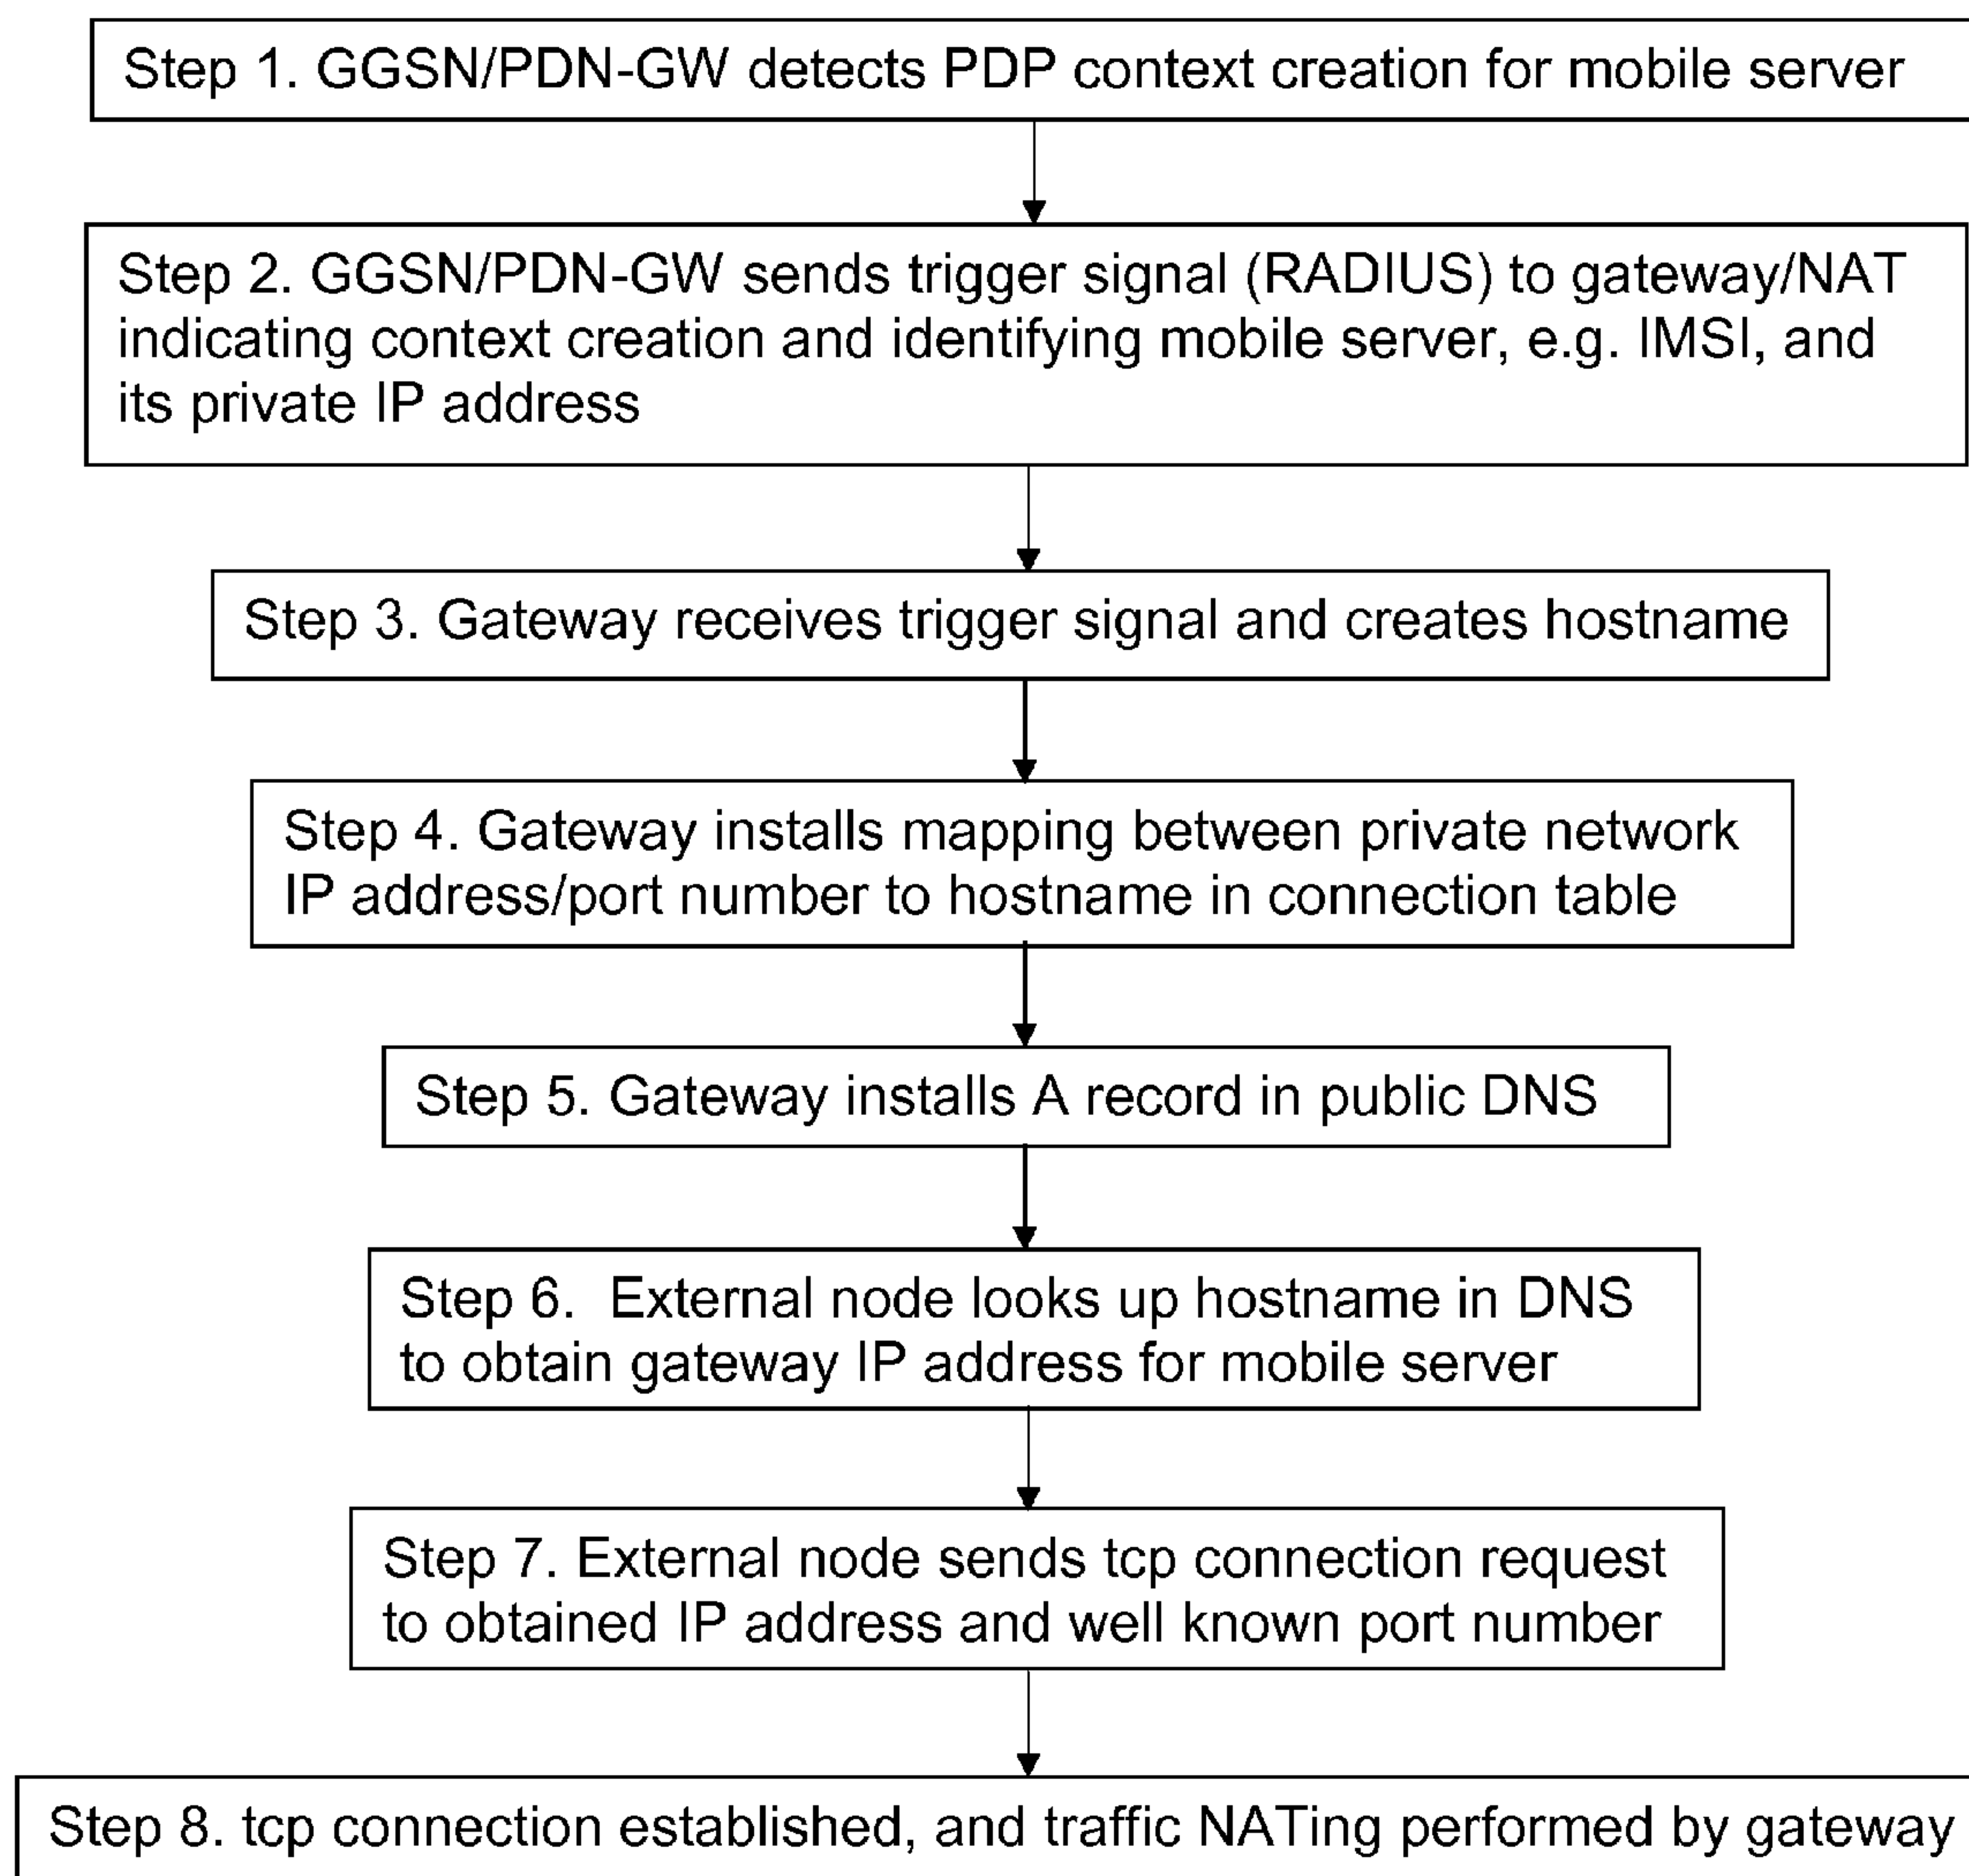 Step 1. GGSN/PDN-GW detects PDP context creation for mobile server
Step 2. GGSN/PDN-GW sends trigger signal (RADIUS) to gateway/NAT
indicating context creation and identifying mobile server, e.g. IMSI, and
its private IP address
Step 3. Gateway receives trigger signal and creates hostname
Step 4. Gateway installs mapping between private network
IP address/port number to hostname in connection table
Step 5. Gateway installs A record in public DNS
Step 6.  External node looks up hostname in DNS
to obtain gateway IP address for mobile server
Step 7. External node sends tcp connection request
to obtained IP address and well known port number
Step 8. tcp connection established, and traffic NATing performed by gateway